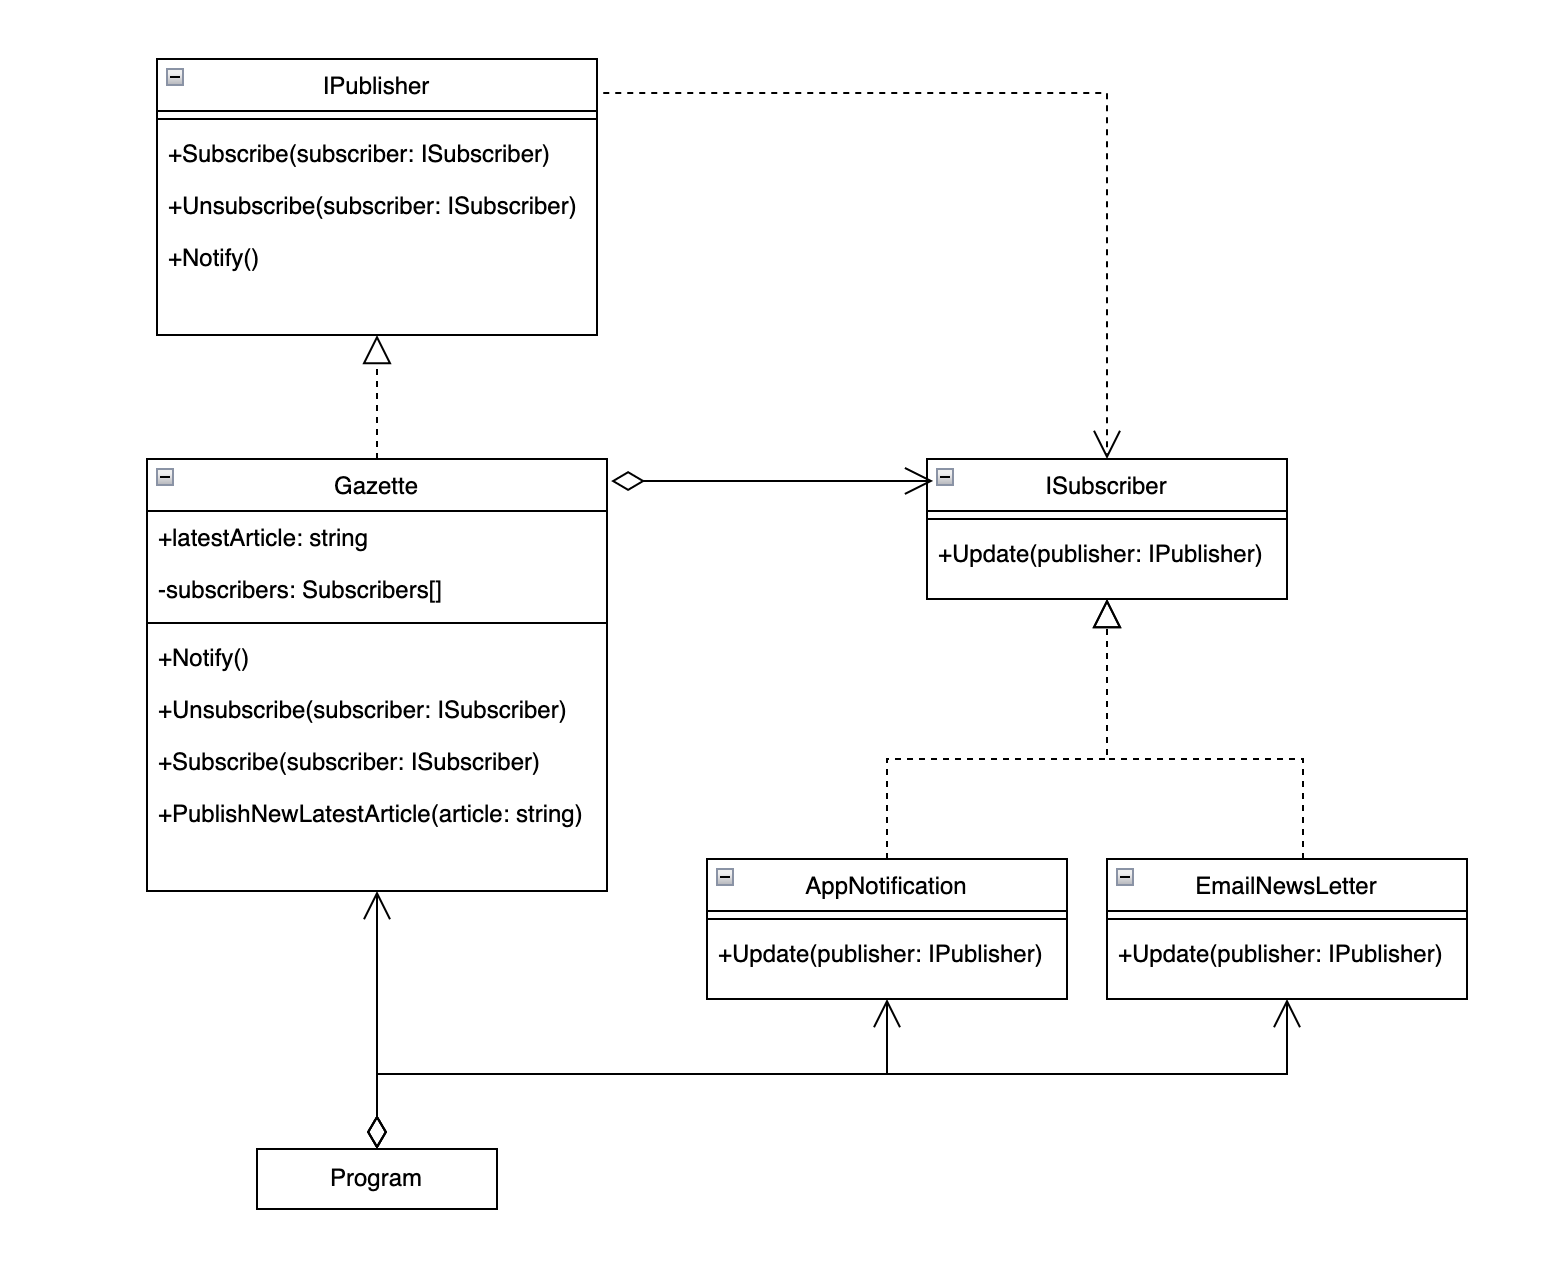 IPublisher
+Subscribe(subscriber: ISubscriber)
+Unsubscribe(subscriber: ISubscriber)
+Notify()
Gazette
+latestArticle: string
-subscribers: Subscribers[]
+Notify()
+Unsubscribe(subscriber: ISubscriber)
+Subscribe(subscriber: ISubscriber)
+PublishNewLatestArticle(article: string)
ISubscriber
+Update(publisher: IPublisher)
AppNotification
+Update(publisher: IPublisher)
EmailNewsLetter
+Update(publisher: IPublisher)
Program